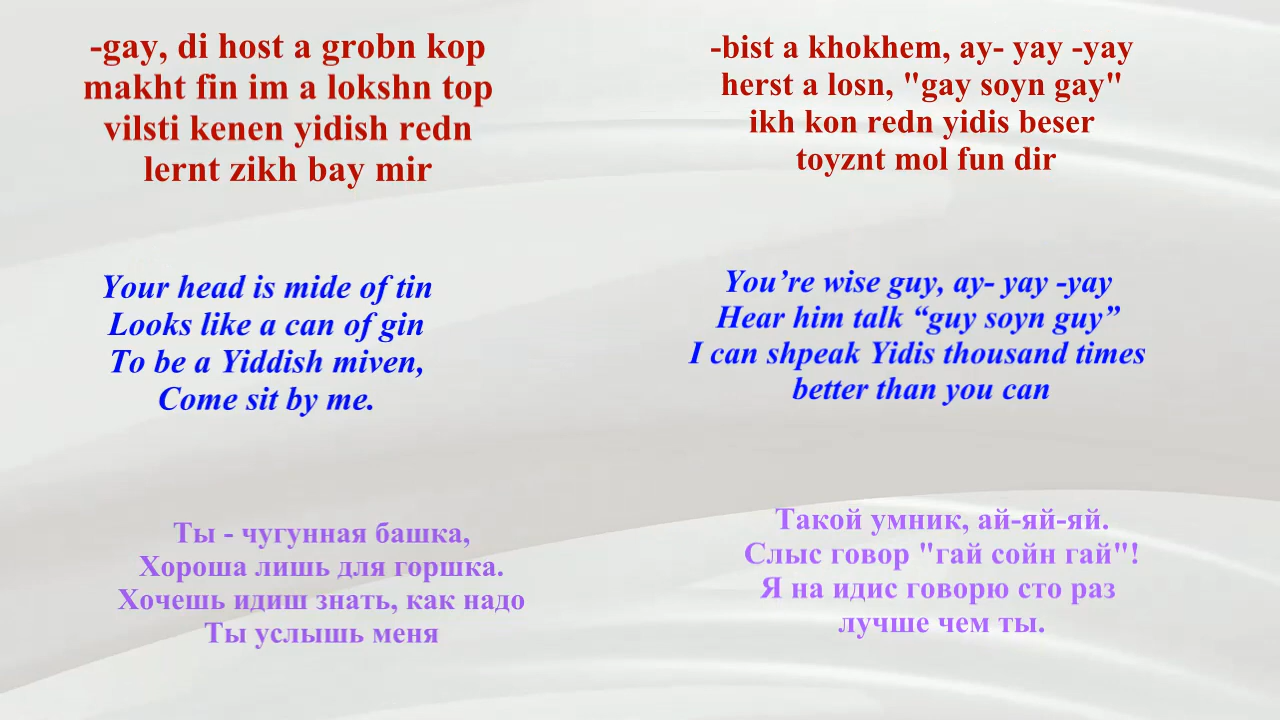 -gay, di host a grobn kop
makht fin im a lokshn top
vilsti kenen yidish redn
lernt zikh bay mir
-bist a khokhem, ay- yay -yay
herst a losn, "gay soyn gay"
ikh kon redn yidis beser
toyznt mol fun dir
Your head is mide of tin
Looks like a can of gin
To be a Yiddish miven,
Come sit by me.
You’re wise guy, ay- yay -yay
Hear him talk “guy soyn guy”
I can shpeak Yidis thousand times
better than you can
Ты - чугунная башка,
Хороша лишь для горшка.
Хочешь идиш знать, как надо
Ты услышь меня
Такой умник, ай-яй-яй.
Слыс говор "гай сойн гай"!
Я на идис говорю сто раз
лучше чем ты.